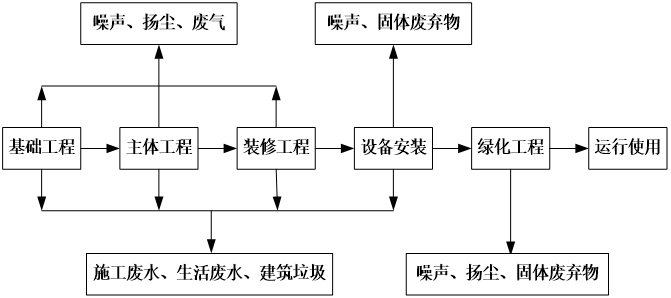 噪声、扬尘、废气
噪声、固体废弃物
基础工程
主体工程
装修工程
设备安装
绿化工程
运行使用
施工废水、生活废水、建筑垃圾
噪声、扬尘、固体废弃物